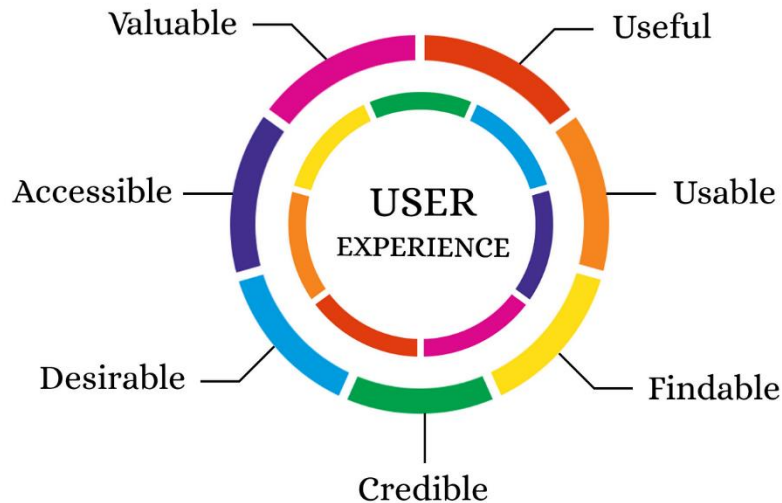 Valuable
Useful
Accessible
USER
EXPERIENCE
Usable
Desirable
Findable
Credible